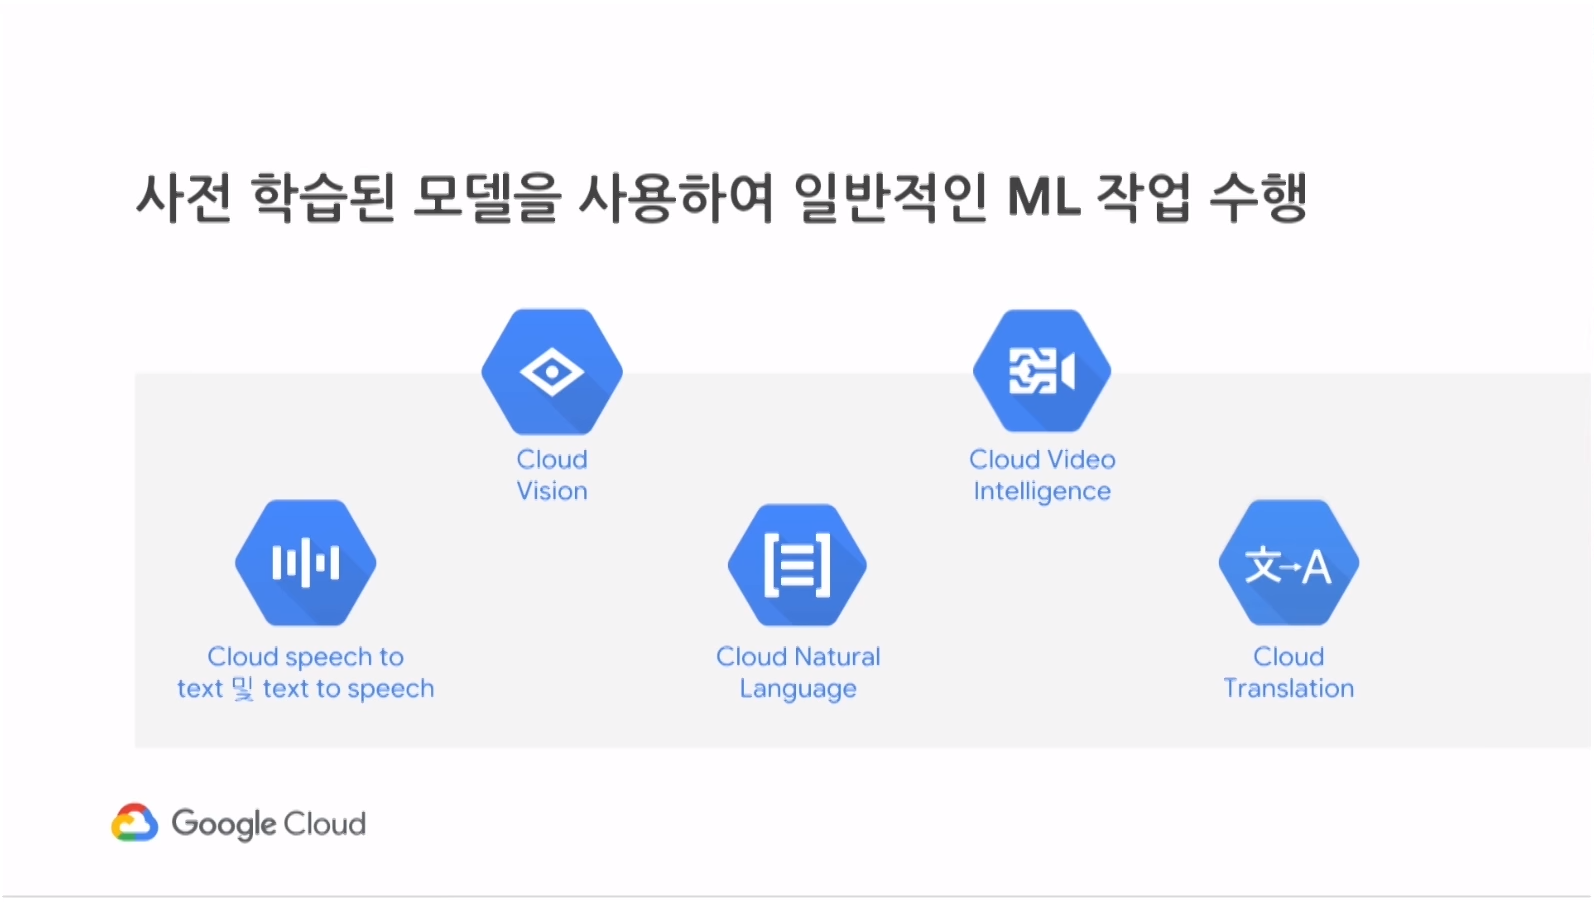 사전 학습된 모델을 사용하여 일반적인 ML 작업 수행
Cloud
Vision
Cloud Video
Intelligence
文→A
Cloud speech to
text 및 text to speech
Cloud Natural
Language
Cloud
Translation
Google Cloud